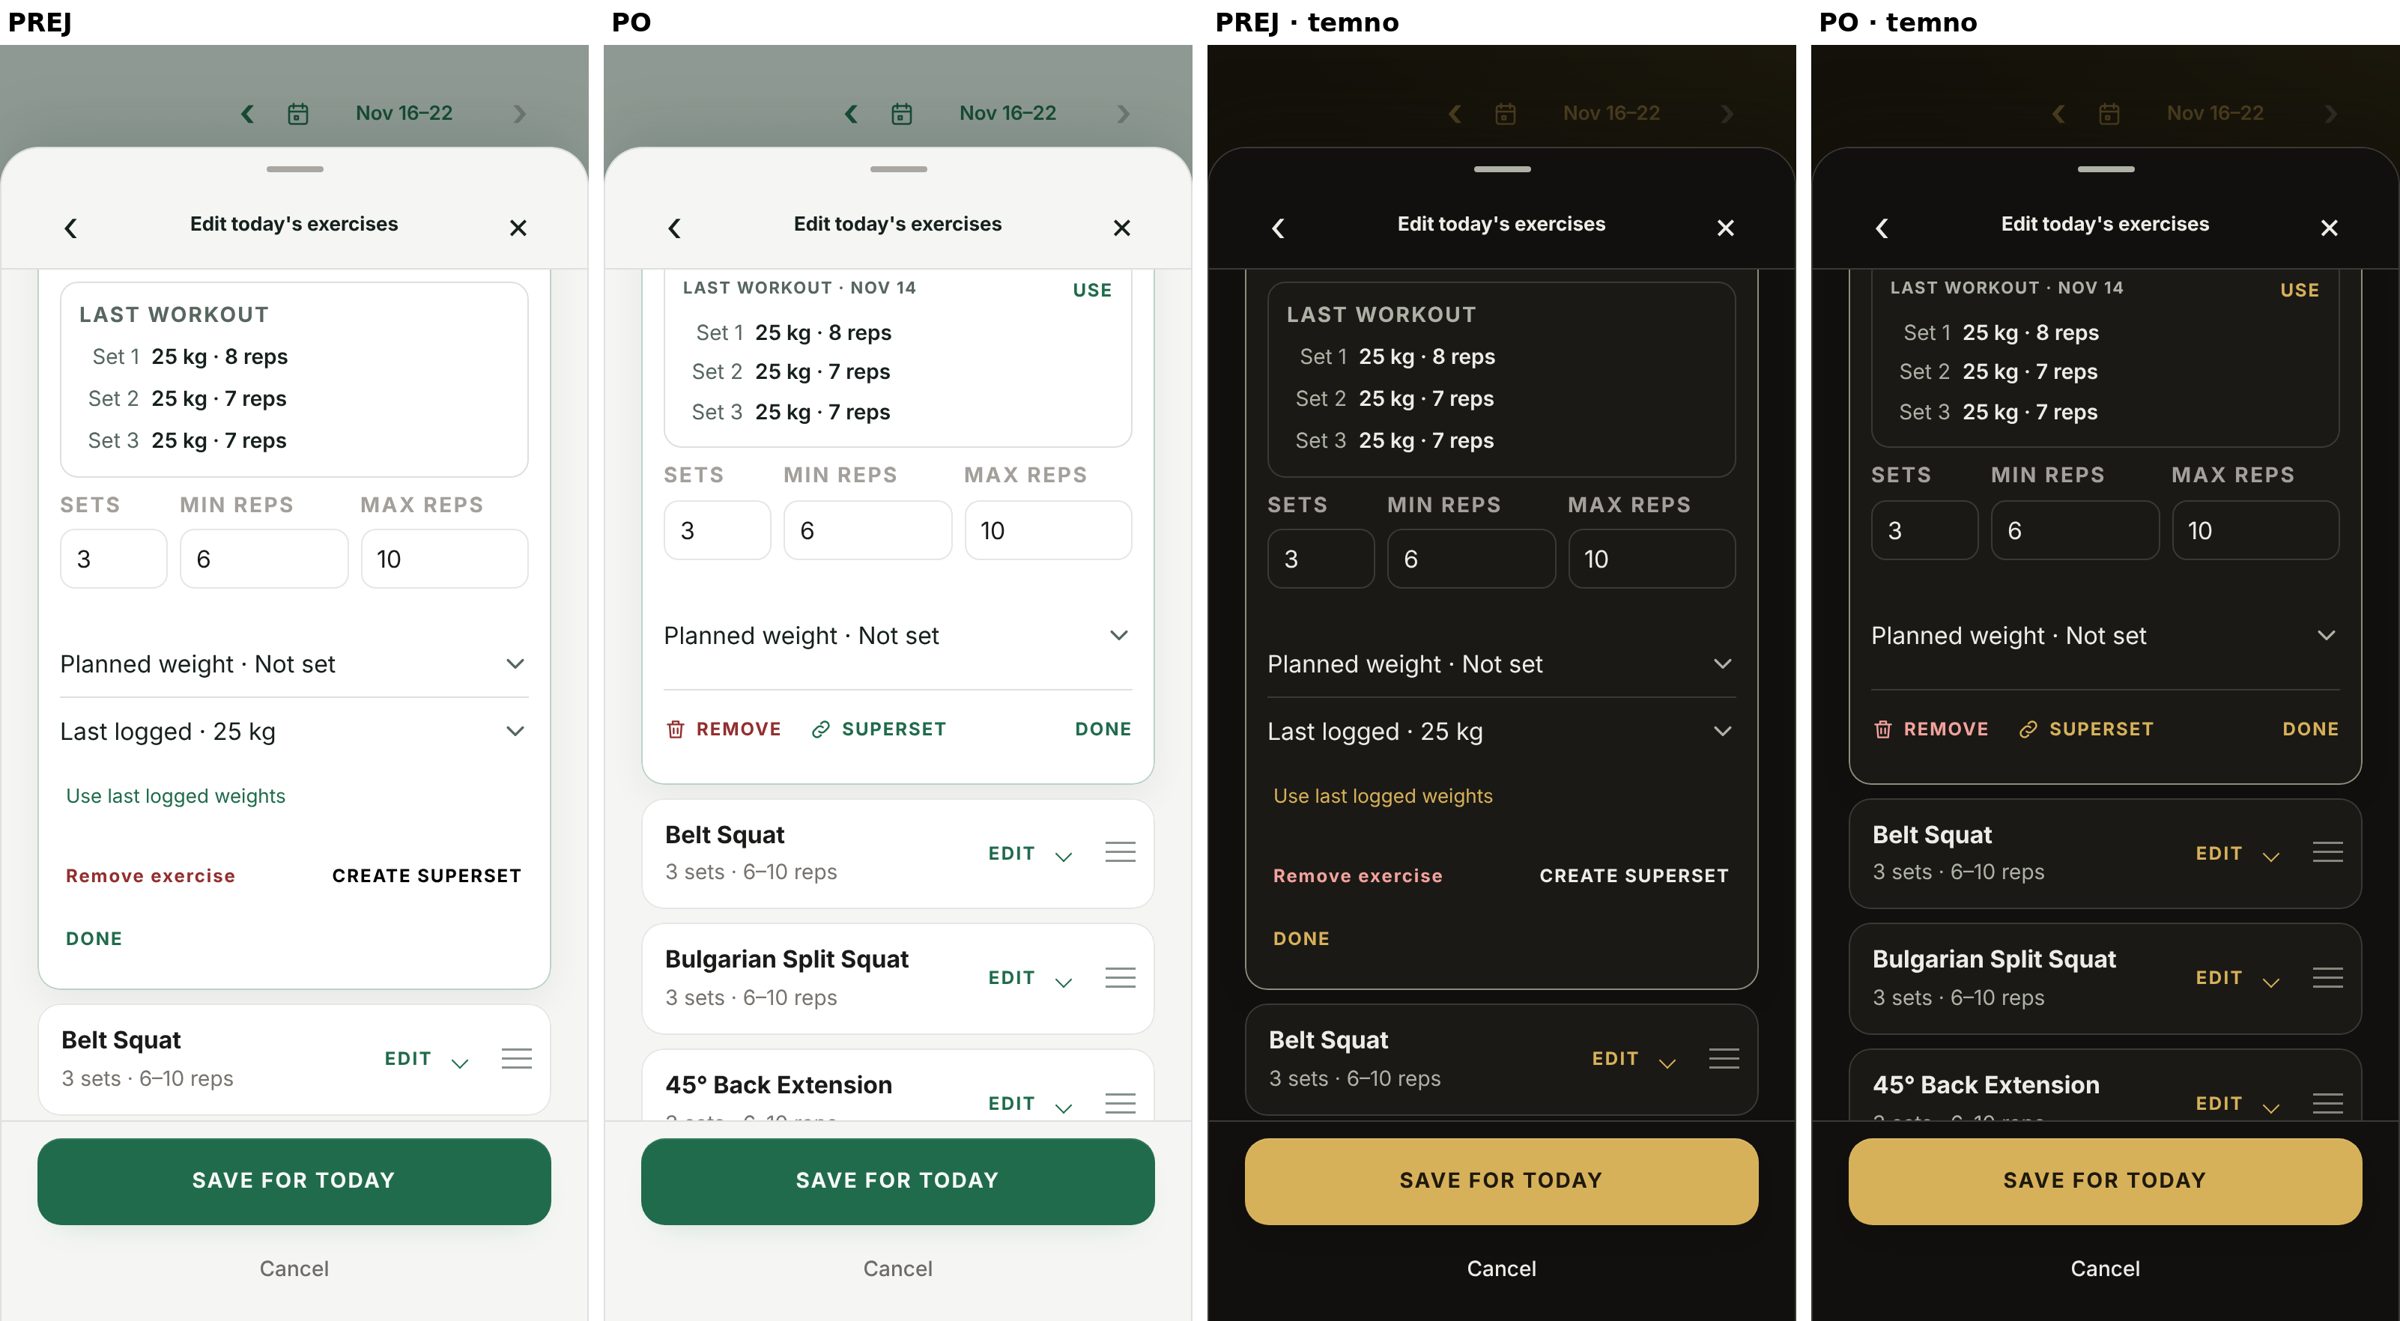 PREJ
Nov 16–22
Edit today's exercises
LAST WORKOUT
Set 1 25 kg · 8 reps
Set 2 25 kg · 7 reps
Set 3 25 kg · 7 reps
SETS MIN REPS MAX REPS
3 6 10
Planned weight · Not set
Last logged · 25 kg
Use last logged weights
Remove exercise CREATE SUPERSET
DONE
Belt Squat
EDIT
3 sets · 6–10 reps
SAVE FOR TODAY
Cancel
PO
Nov 16–22
Edit today's exercises
LAST WORKOUT · NOV 14 USE
Set 1 25 kg · 8 reps
Set 2 25 kg · 7 reps
Set 3 25 kg · 7 reps
SETS MIN REPS MAX REPS
3 6 10
Planned weight · Not set
REMOVE SUPERSET DONE
Belt Squat
EDIT
3 sets · 6–10 reps
Bulgarian Split Squat
EDIT
3 sets · 6–10 reps
45° Back Extension
EDIT
3 sets · 6–10 reps
SAVE FOR TODAY
Cancel
PREJ · temno
Nov 16–22
Edit today's exercises
LAST WORKOUT
Set 1 25 kg · 8 reps
Set 2 25 kg · 7 reps
Set 3 25 kg · 7 reps
SETS MIN REPS MAX REPS
3 6 10
Planned weight · Not set
Last logged · 25 kg
Use last logged weights
Remove exercise CREATE SUPERSET
DONE
Belt Squat
EDIT
3 sets · 6–10 reps
SAVE FOR TODAY
Cancel
PO · temno
Nov 16–22
Edit today's exercises
LAST WORKOUT · NOV 14 USE
Set 1 25 kg · 8 reps
Set 2 25 kg · 7 reps
Set 3 25 kg · 7 reps
SETS MIN REPS MAX REPS
3 6 10
Planned weight · Not set
REMOVE SUPERSET DONE
Belt Squat
EDIT
3 sets · 6–10 reps
Bulgarian Split Squat
EDIT
3 sets · 6–10 reps
45° Back Extension
EDIT
3 sets · 6–10 reps
SAVE FOR TODAY
Cancel